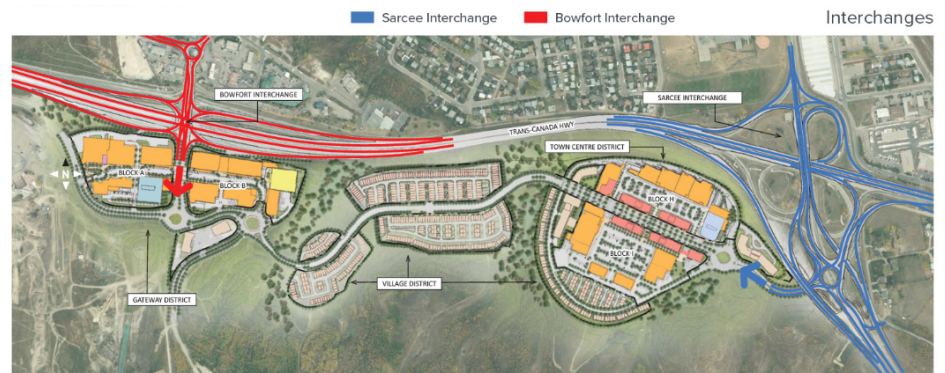 Sarcee Interchange
Bowfort Interchange
Interchanges
BOWFORT INTERCHANGE
SARCEE INTERCHANGE
TRANS-CANADA HWY
TOWN CENTRE DISTRICT
BLOCK A
N
BLOCK B
BLOCK H
BLOCK I
VILLAGE DISTRICT
GATEWAY DISTRICT